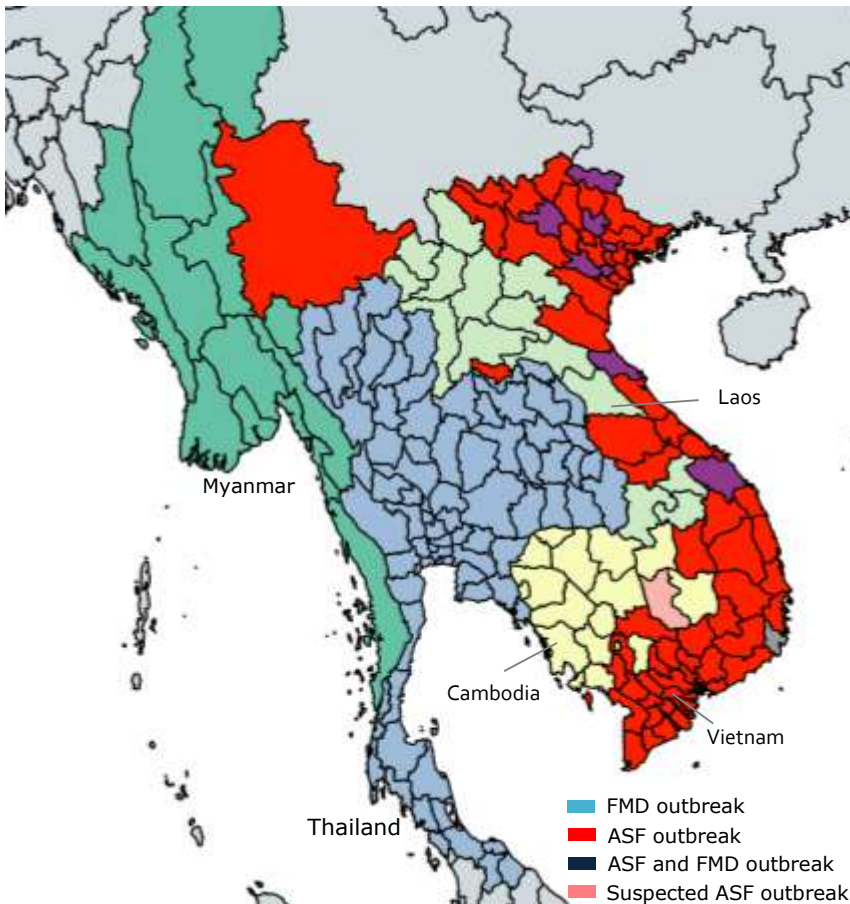 Laos
Myanmar
Cambodia
Vietnam
Thailand
FMD outbreak
ASF outbreak
ASF and FMD outbreak
Suspected ASF outbreak